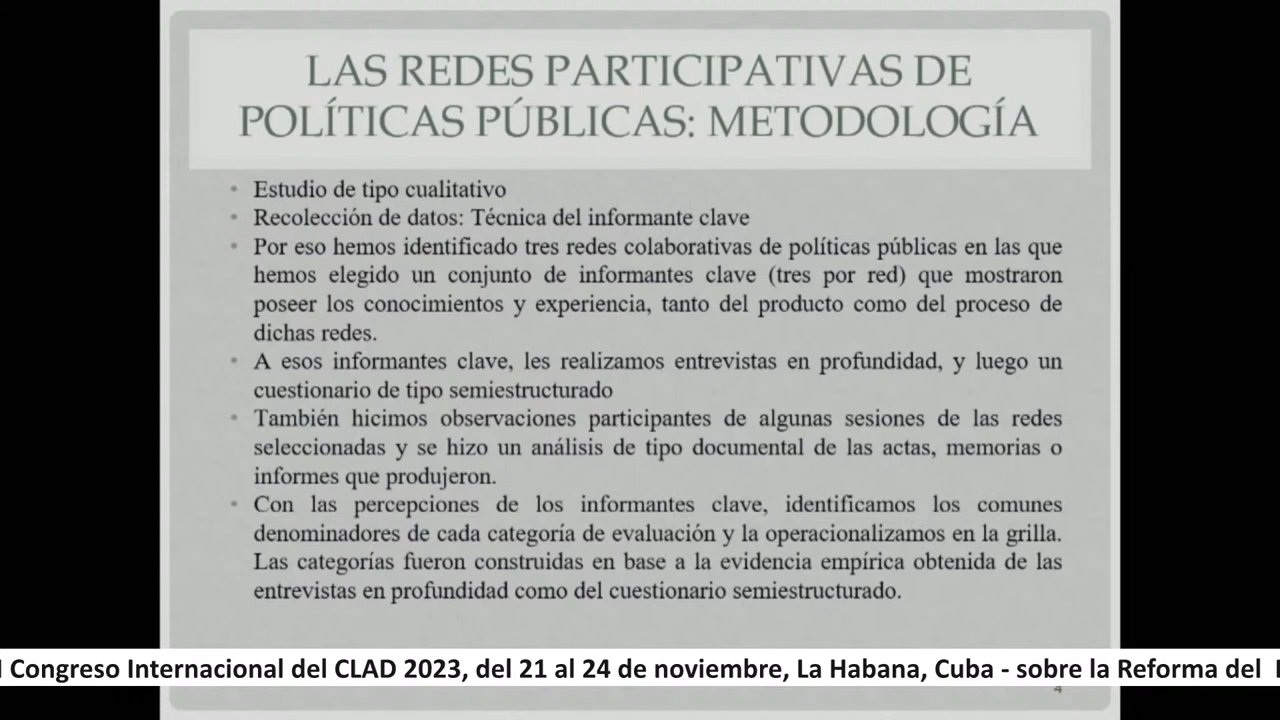 LAS REDES PARTICIPATIVAS DE
POLÍTICAS PÚBLICAS: METODOLOGÍA
• Estudio de tipo cualitativo
• Recolección de datos: Técnica del informante clave
• Por eso hemos identificado tres redes colaborativas de políticas públicas en las que
hemos elegido un conjunto de informantes clave (tres por red) que mostraron
poseer los conocimientos y experiencia, tanto del producto como del proceso de
dichas redes.
• A esos informantes clave, les realizamos entrevistas en profundidad, y luego un
cuestionario de tipo semiestructurado
• También hicimos observaciones participantes de algunas sesiones de las redes
seleccionadas y se hizo un análisis de tipo documental de las actas, memorias o
informes que produjeron.
• Con las percepciones de los informantes clave, identificamos los comunes
denominadores de cada categoría de evaluación y la operacionalizamos en la grilla.
Las categorías fueron construidas en base a la evidencia empírica obtenida de las
entrevistas en profundidad como del cuestionario semiestructurado.
Congreso Internacional del CLAD 2023, del 21 al 24 de noviembre, La Habana, Cuba - sobre la Reforma del
4